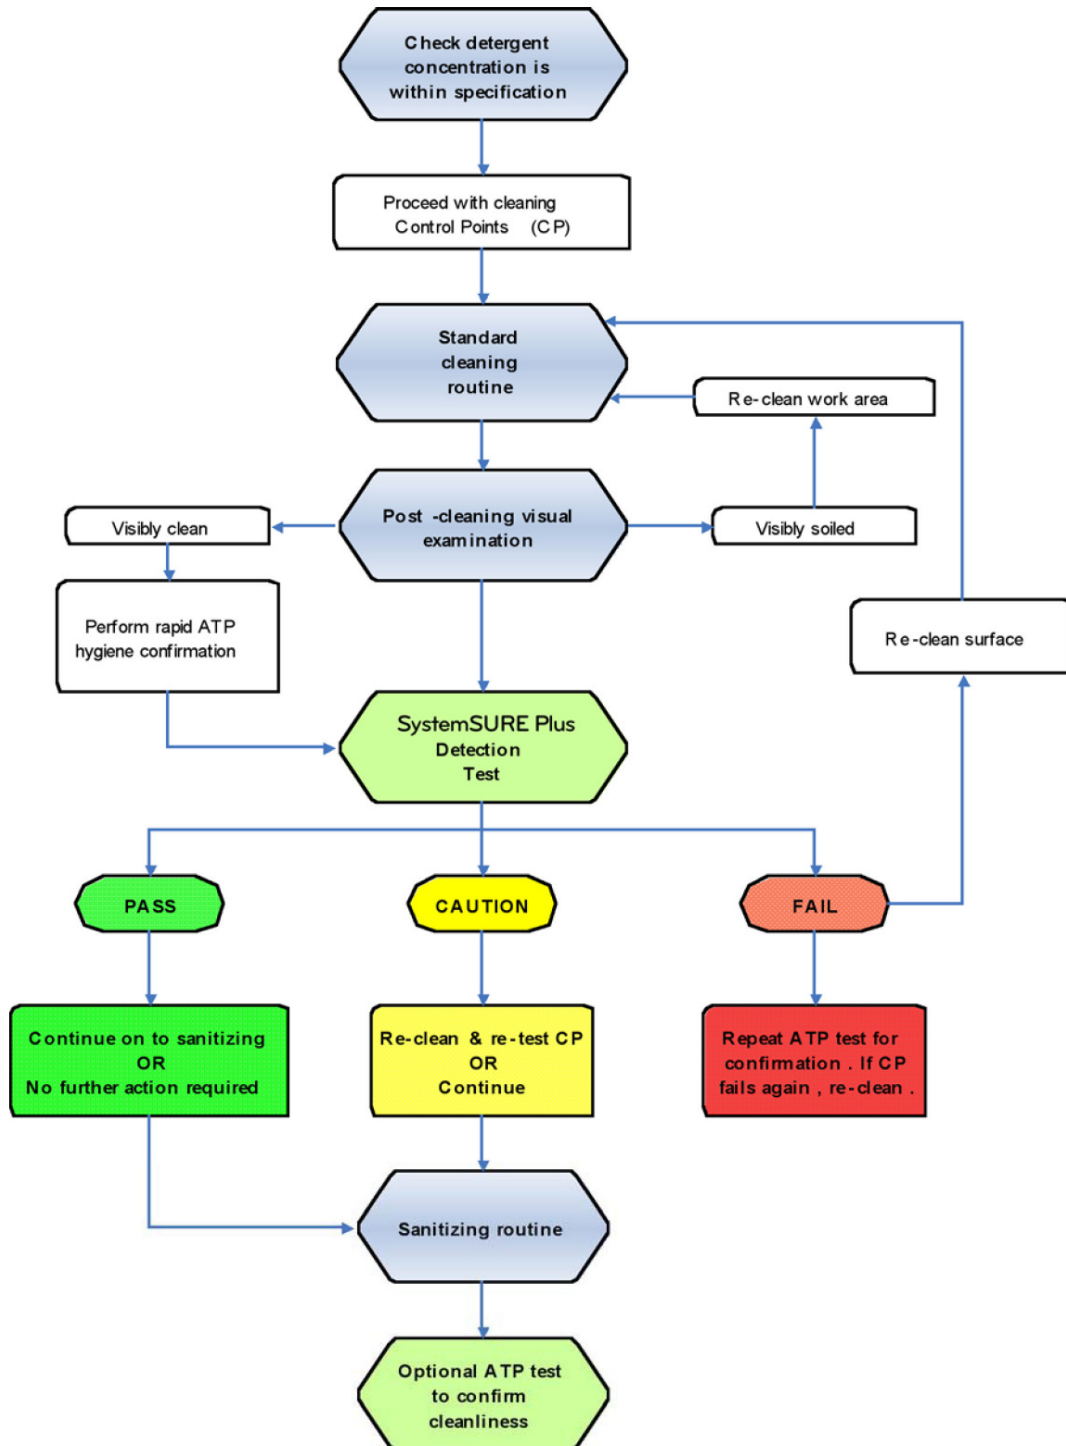 Check detergent
concentration is
within specification
Proceed with cleaning
Control Points (CP)
Standard
cleaning
routine
Re-clean work area
Post -cleaning visual
examination
Visibly clean
Visibly soiled
Perform rapid ATP
hygiene confirmation
Re-clean surface
SystemSURE Plus
Detection
Test
PASS
CAUTION
FAIL
Continue on to sanitizing
OR
No further action required
Re-clean & re-test CP
OR
Continue
Repeat ATP test for
confirmation . If CP
fails again , re-clean .
Sanitizing routine
Optional ATP test
to confirm
cleanliness